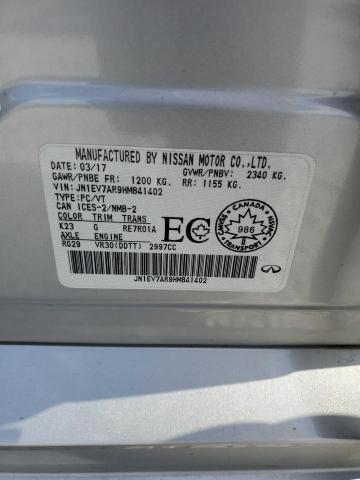 MANUFACTURED BY NISSAN MOTOR CO.,LTD.
DATE: 03/17 GVWR/PNBV: 2340 KG.
GAWR/PNBE FR: 1200 KG. RR: 1155 KG.
VIN: JN1EV7AR9HM841402
TYPE:PC/VT
CAN ICES-2/NMB-2
COLOR TRIM TRANS
K23 G RE7R01A
AXLE ENGINE
RG29 VR30(DDTT) 2997CC
EC
CANADA
986
TRANSPORT
JN1EV7AR9HM841402